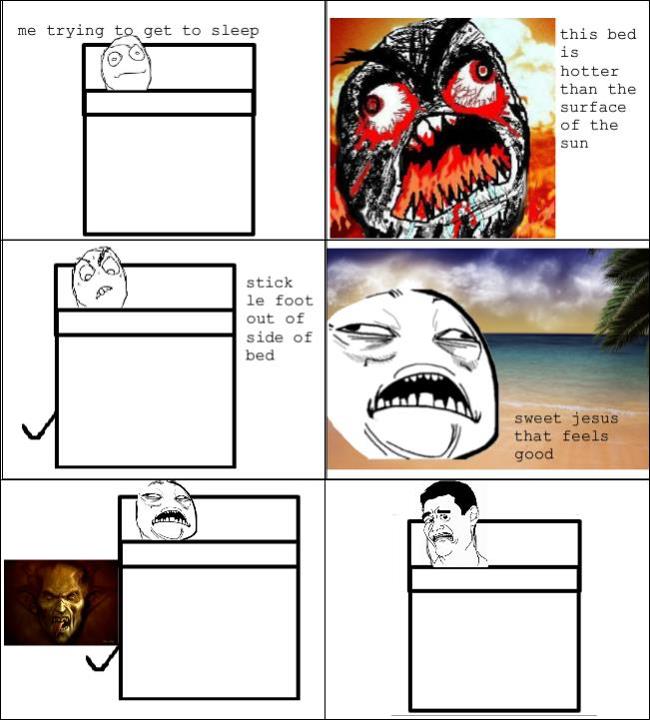 me trying to get to sleep
this bed
is
hotter
than the
surface
of the
sun
stick
le foot
out of
side of
bed
sweet jesus
that feels
good